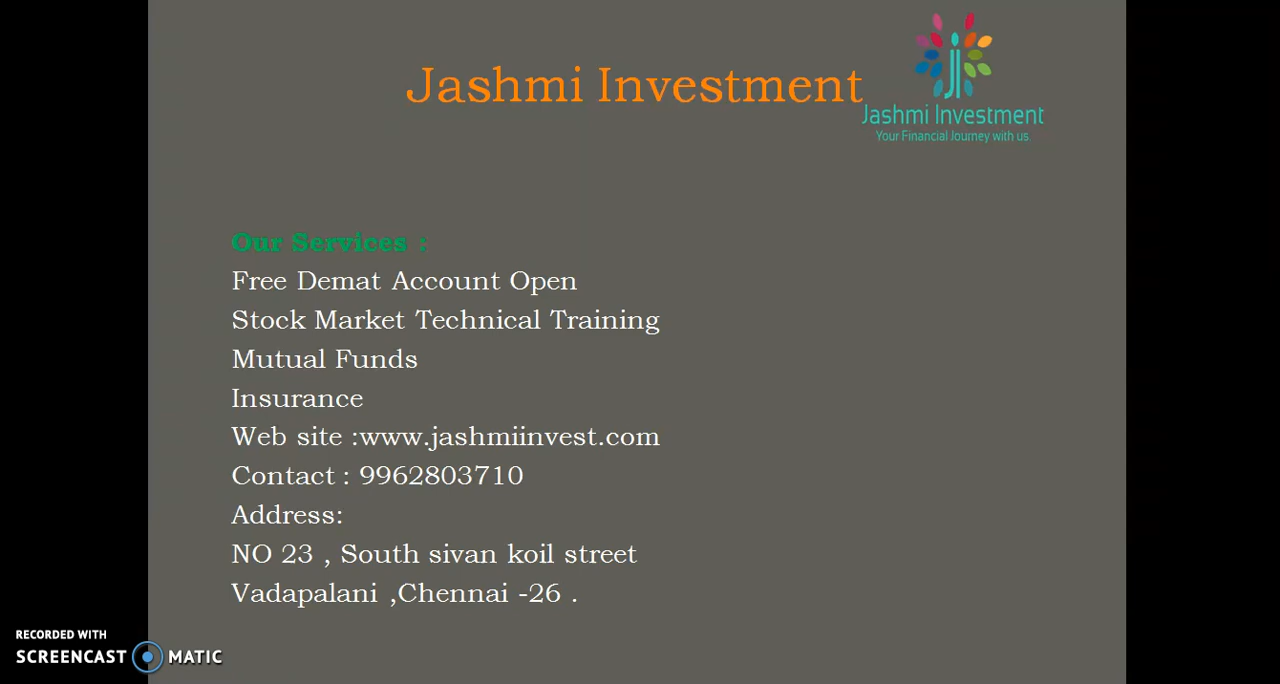 Jashmi Investment
Jashmi Investment
Your Financial Journey with us.
Our Services :
Free Demat Account Open
Stock Market Technical Training
Mutual Funds
Insurance
Web site :www.jashmiinvest.com
Contact : 9962803710
Address:
NO 23 , South sivan koil street
Vadapalani ,Chennai -26 .
RECORDED WITH
SCREENCAST MATIC